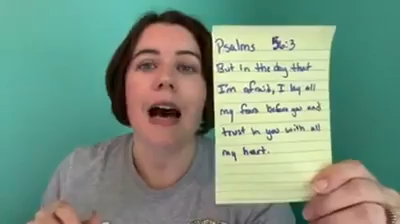 Psalms 56:3
But in the day that
I'm afraid, I lay all
my fears before you and
trust in you with all
my heart.